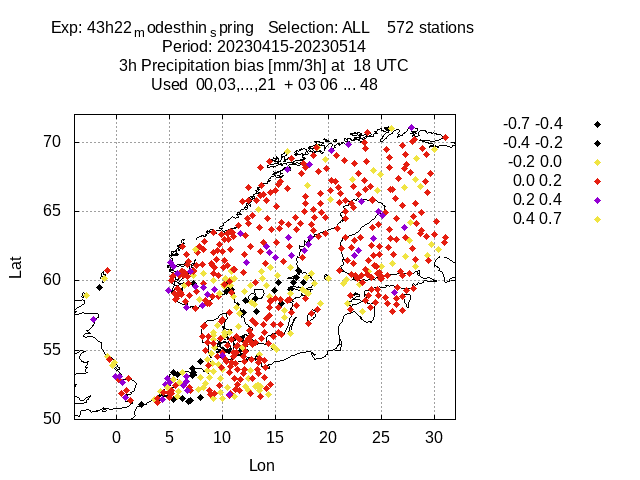 Exp: 43h22modesthinspring Selection: ALL 572 stations
Period: 20230415-20230514
3h Precipitation bias [mm/3h] at 18 UTC
Used 00,03,...,21 + 03 06 ... 48
-0.7 -0.4
-0.4 -0.2
-0.2 0.0
0.0 0.2
0.2 0.4
0.4 0.7
70
65
60
55
50
Lat
0 5 10 15 20 25 30
Lon